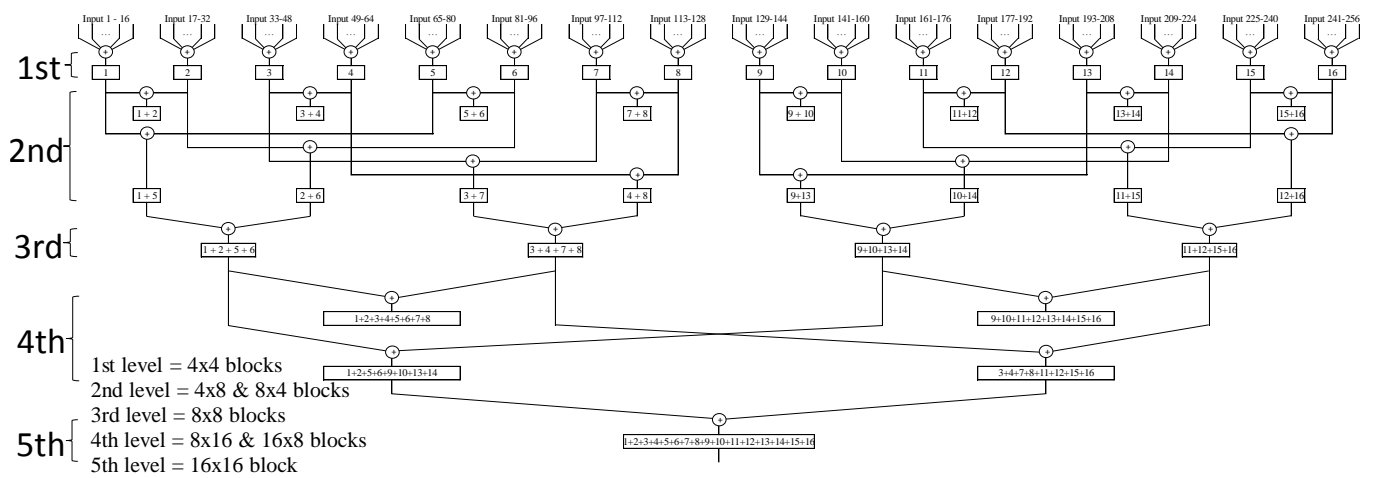 Input 1 - 16 Input 17-32 Input 33-48 Input 49-64 Input 65-80 Input 81-96 Input 97-112 Input 113-128 Input 129-144 Input 141-160 Input 161-176 Input 177-192 Input 193-208 Input 209-224 Input 225-240 Input 241-256
... ... ... ... ... ... ... ... ... ... ... ... ... ... ... ...
+ + + + + + + + + + + + + + + +
1st 1 2 3 4 5 6 7 8 9 10 11 12 13 14 15 16
+ + + + + + + +
1 + 2 3 + 4 5 + 6 7 + 8 9 + 10 11+12 13+14 15+16
+ +
2nd
+ +
+ +
+ +
1 + 5 2 + 6 3 + 7 4 + 8 9+13 10+14 11+15 12+16
+ + + +
3rd 1 + 2 + 5 + 6 3 + 4 + 7 + 8 9+10+13+14 11+12+15+16
+ +
1+2+3+4+5+6+7+8 9+10+11+12+13+14+15+16
4th
+ +
1+2+5+6+9+10+13+14 3+4+7+8+11+12+15+16
+
5th 1+2+3+4+5+6+7+8+9+10+11+12+13+14+15+16
1st level = 4x4 blocks
2nd level = 4x8 & 8x4 blocks
3rd level = 8x8 blocks
4th level = 8x16 & 16x8 blocks
5th level = 16x16 block